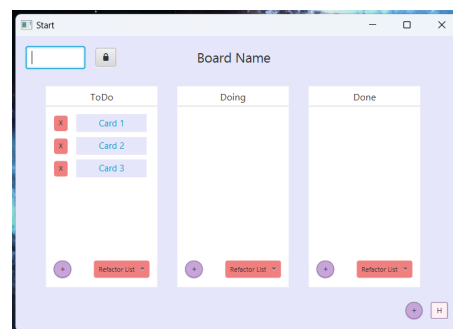 Start
Board Name
ToDo Doing Done
X Card 1
X Card 2
X Card 3
+ Refactor List + Refactor List + Refactor List
+ H